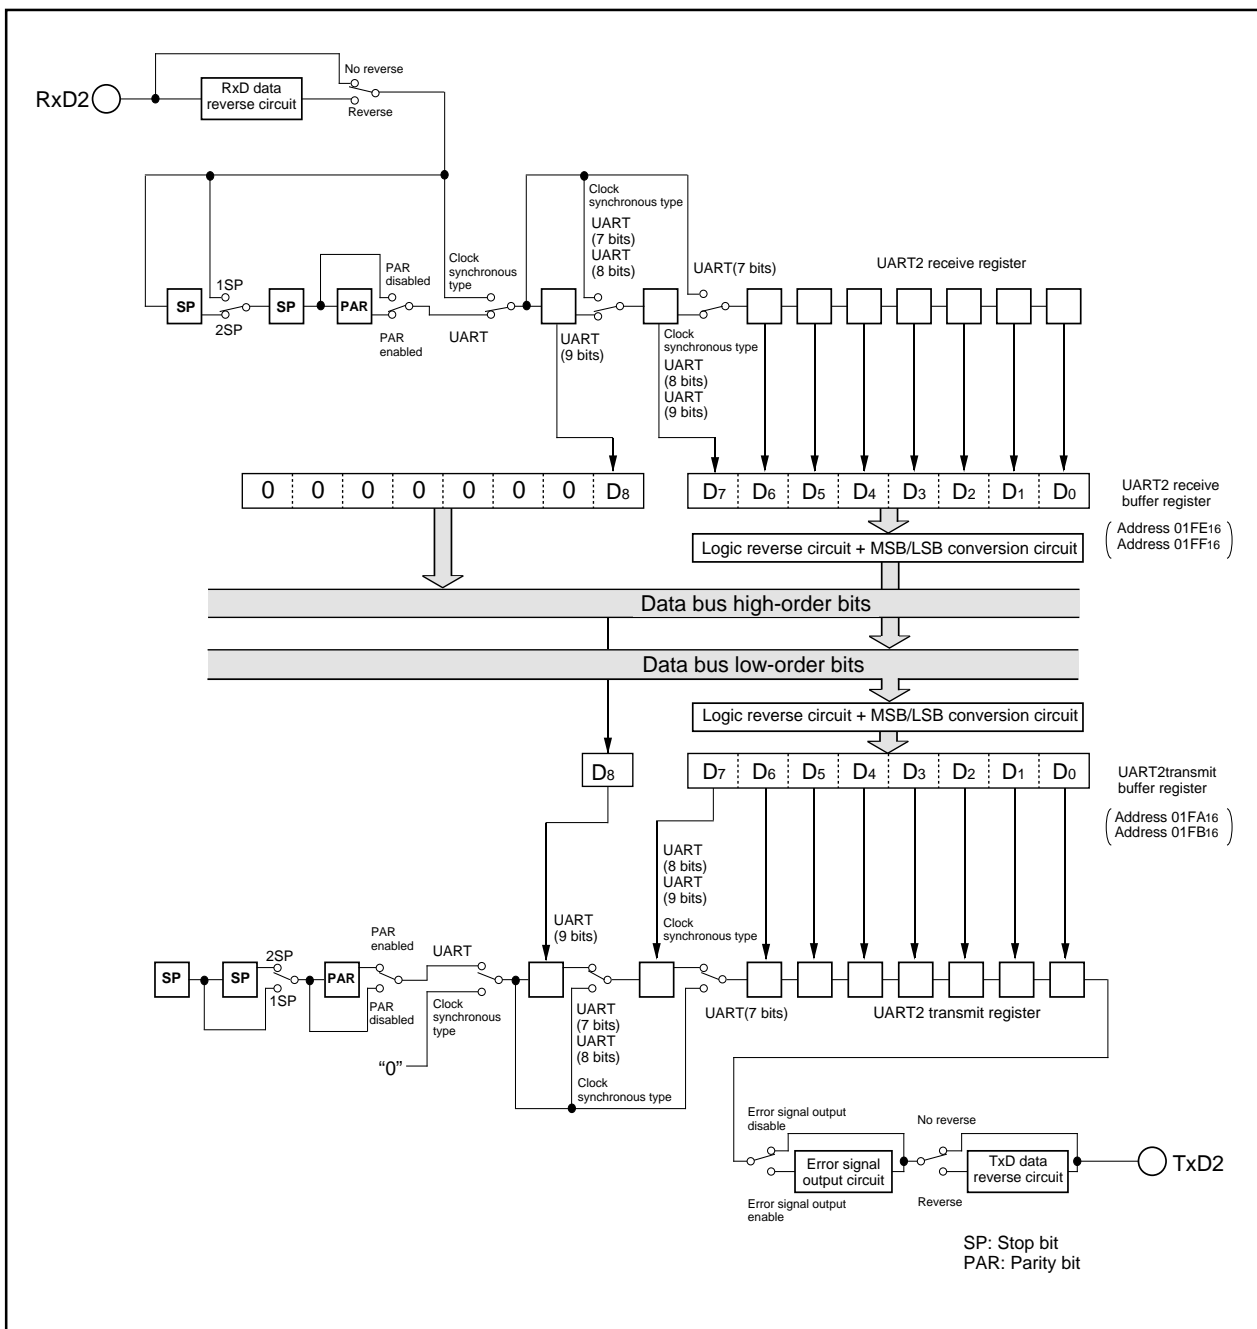 No reverse
RxD2
RxD data
reverse circuit
Reverse
Clock
synchronous type
UART
(7 bits)
UART
(8 bits)
PAR
disabled
Clock
synchronous
type
UART(7 bits)
UART2 receive register
1SP
SP
SP
PAR
2SP
PAR
enabled
UART
UART
(9 bits)
Clock
synchronous type
UART
(8 bits)
UART
(9 bits)
0 0 0 0 0 0 0 D8
D7 D6 D5 D4 D3 D2 D1 D0
UART2 receive
buffer register
Logic reverse circuit + MSB/LSB conversion circuit
(Address 01FE16
Address 01FF16)
Data bus high-order bits
Data bus low-order bits
Logic reverse circuit + MSB/LSB conversion circuit
D8
D7 D6 D5 D4 D3 D2 D1 D0
UART2transmit
buffer register
(Address 01FA16
Address 01FB16)
UART
(8 bits)
UART
(9 bits)
Clock
synchronous type
UART
(9 bits)
PAR
enabled
UART
2SP
SP
SP
PAR
1SP
PAR
disabled
Clock
synchronous
type
“0”
UART
(7 bits)
UART
(8 bits)
Clock
synchronous type
UART(7 bits)
UART2 transmit register
Error signal output
disable
No reverse
Error signal
output circuit
TxD data
reverse circuit
TxD2
Error signal output
enable
Reverse
SP: Stop bit
PAR: Parity bit